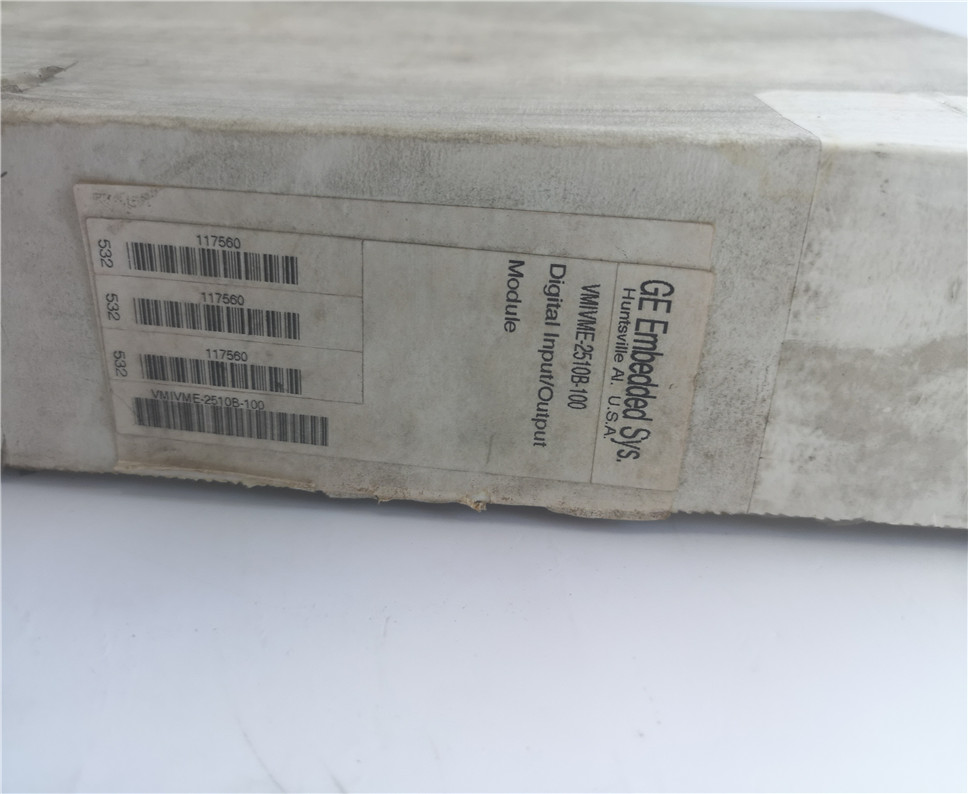 GE Embedded Sys.
Huntsville Al. U.S.A.
VMIVME-2510B-100
Digital Input/Output
Module
117560
532
117560
532
117560
532
VMIVME-2510B-100